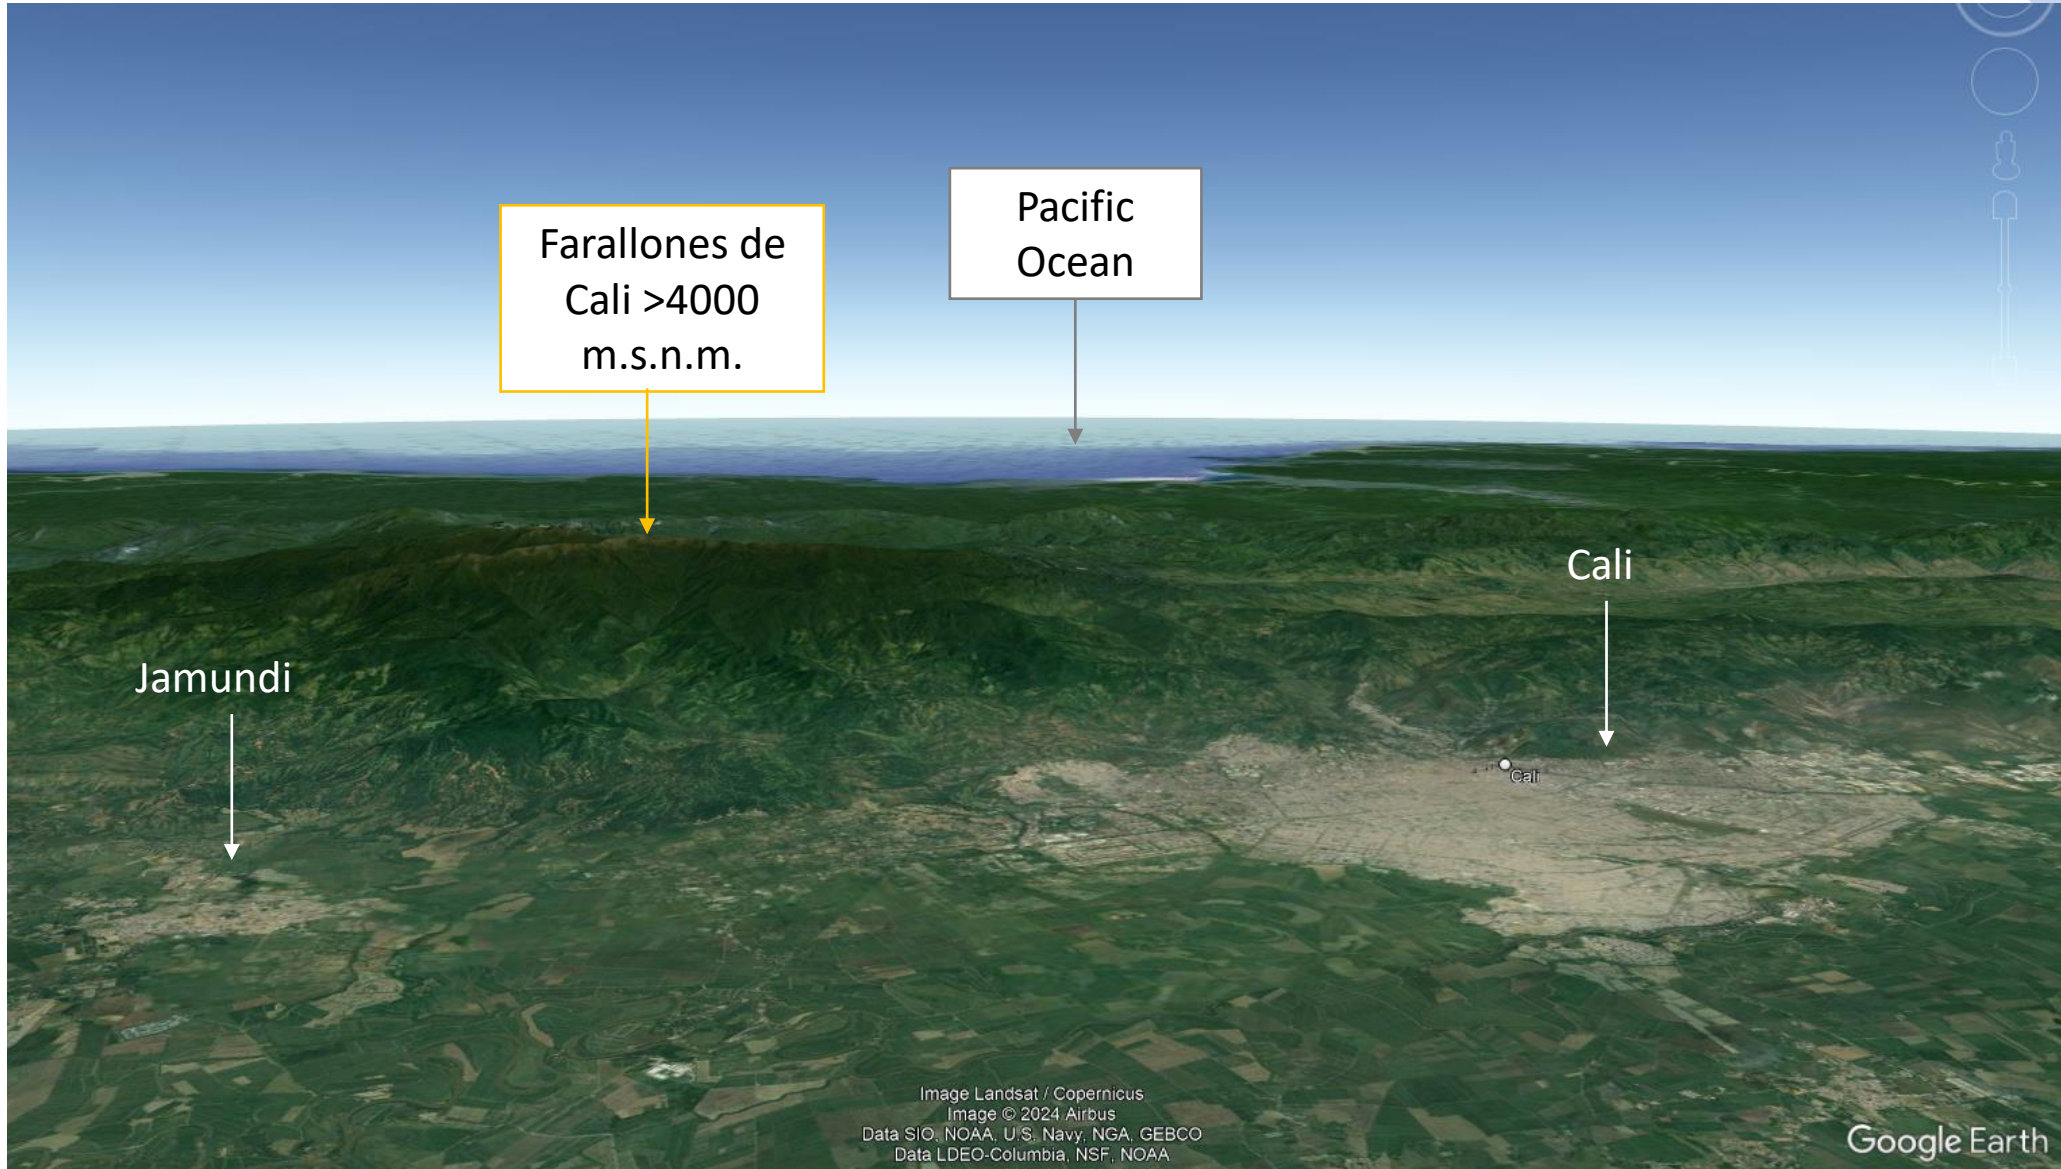 Farallones de
Cali >4000
m.s.n.m.
Pacific
Ocean
Cali
Jamundi
Cali
Image Landsat / Copernicus
Image © 2024 Airbus
Data SIO, NOAA, U.S. Navy, NGA, GEBCO
Data LDEO-Columbia, NSF, NOAA
Google Earth